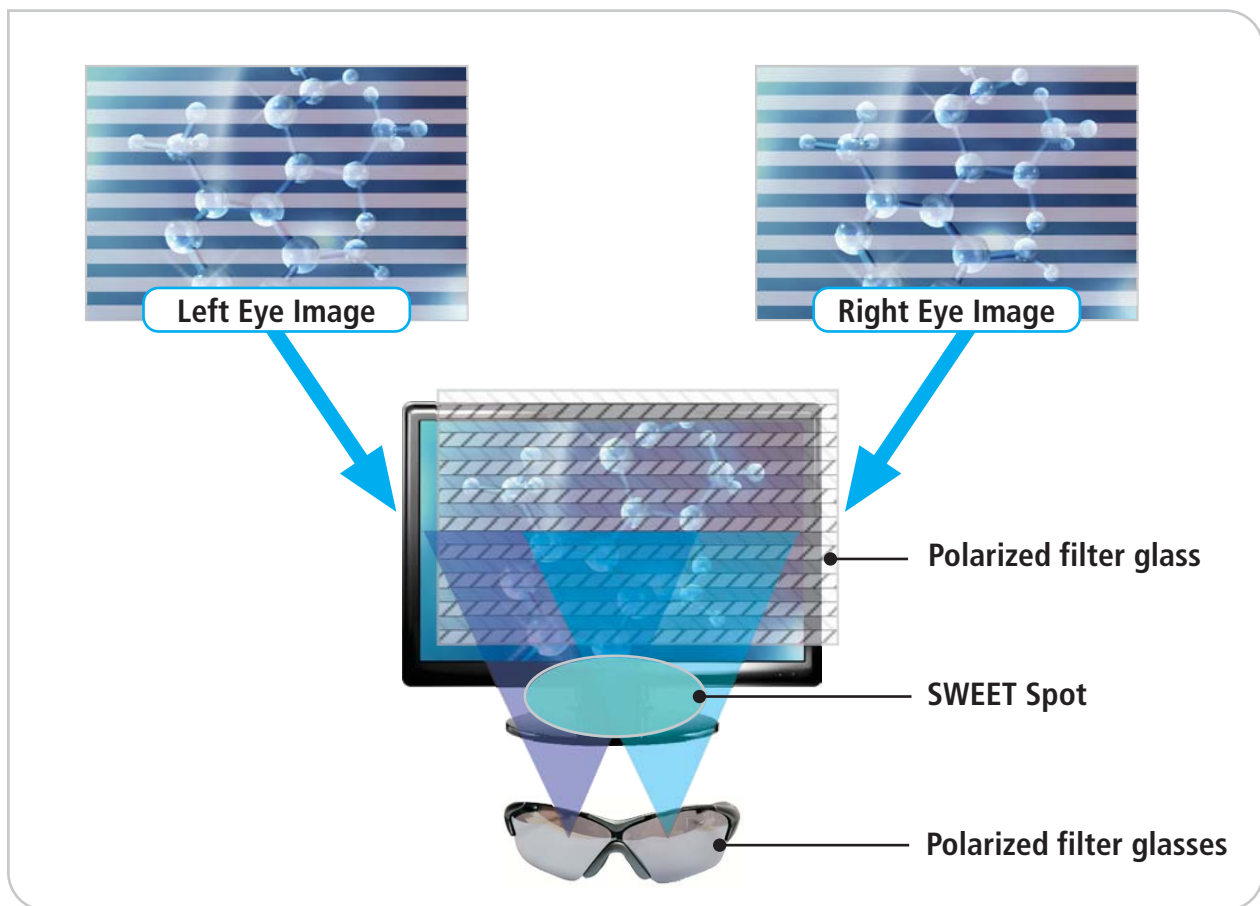 Left Eye Image
Right Eye Image
Polarized filter glass
SWEET Spot
Polarized filter glasses